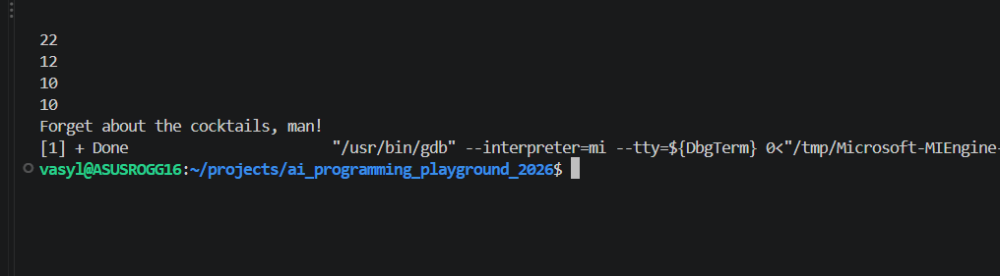 22
12
10
10
Forget about the cocktails, man!
[1] + Done                       "/usr/bin/gdb" --interpreter=mi --tty=${DbgTerm} 0<"/tmp/Microsoft-MIEngine-
vasyl@ASUSROGG16:~/projects/ai_programming_playground_2026$